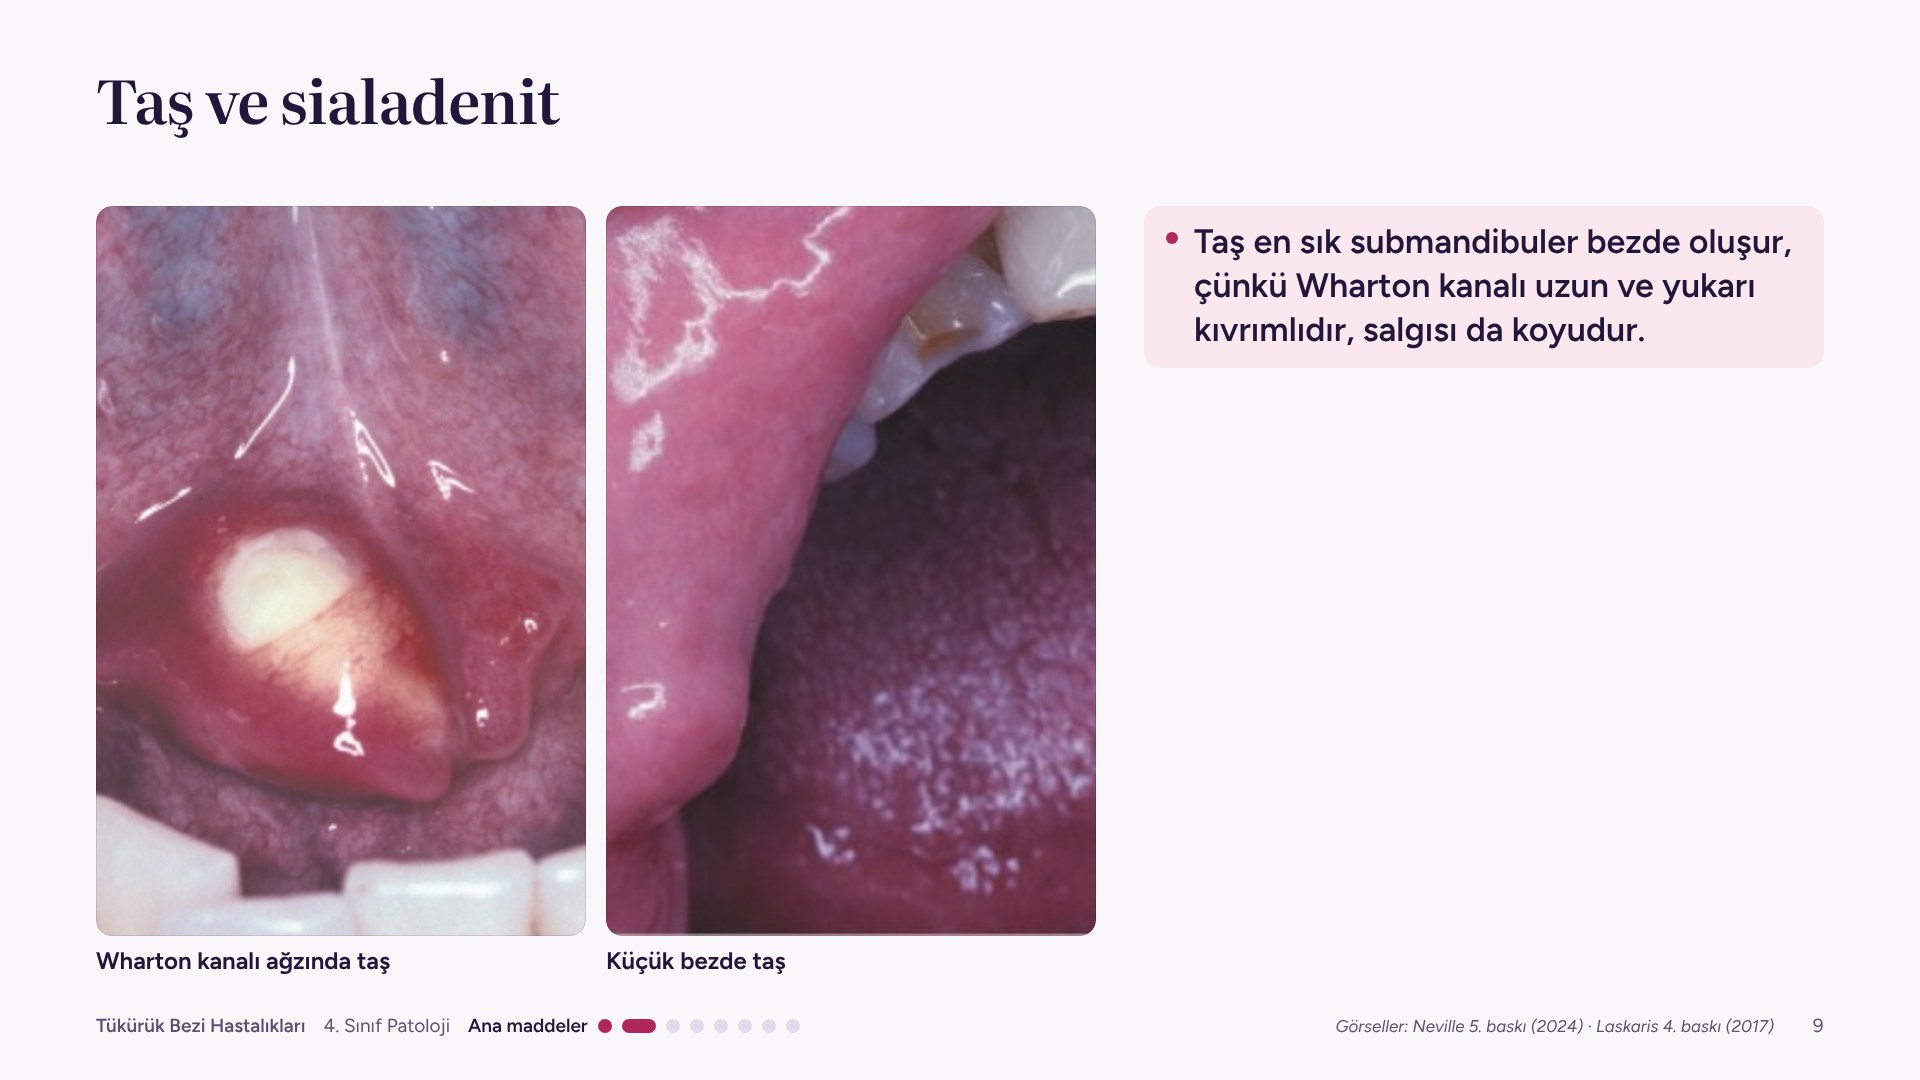 Taş ve sialadenit
Taş en sık submandibuler bezde oluşur,
çünkü Wharton kanalı uzun ve yukarı
kıvrımlıdır, salgısı da koyudur.
Wharton kanalı ağzında taş
Küçük bezde taş
Tükürük Bezi Hastalıkları 4. Sınıf Patoloji Ana maddeler
Görseller: Neville 5. baskı (2024) · Laskaris 4. baskı (2017) 9